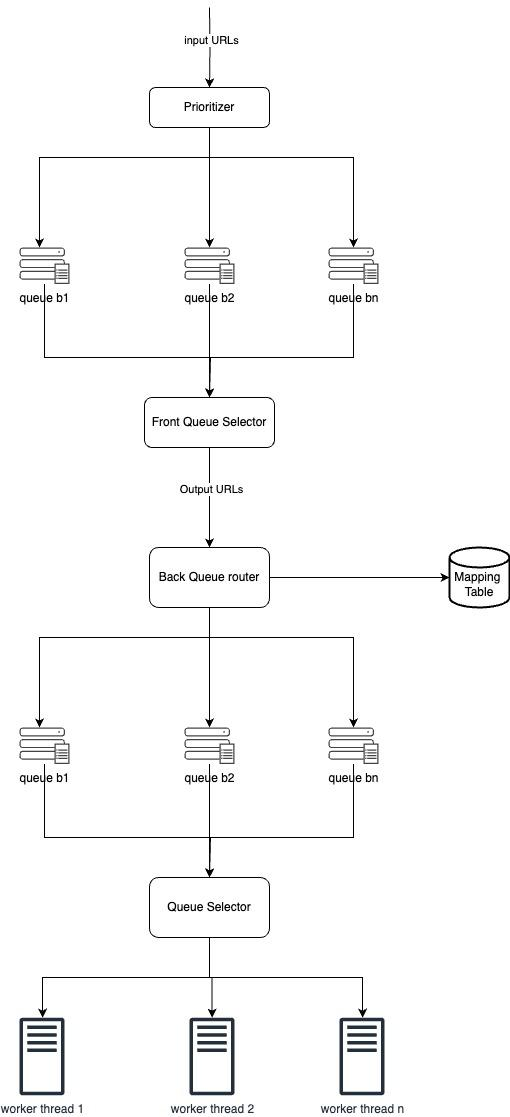 input URLs
Prioritizer
queue b1
queue b2
queue bn
Front Queue Selector
Output URLs
Back Queue router
Mapping
Table
queue b1
queue b2
queue bn
Queue Selector
worker thread 1
worker thread 2
worker thread n